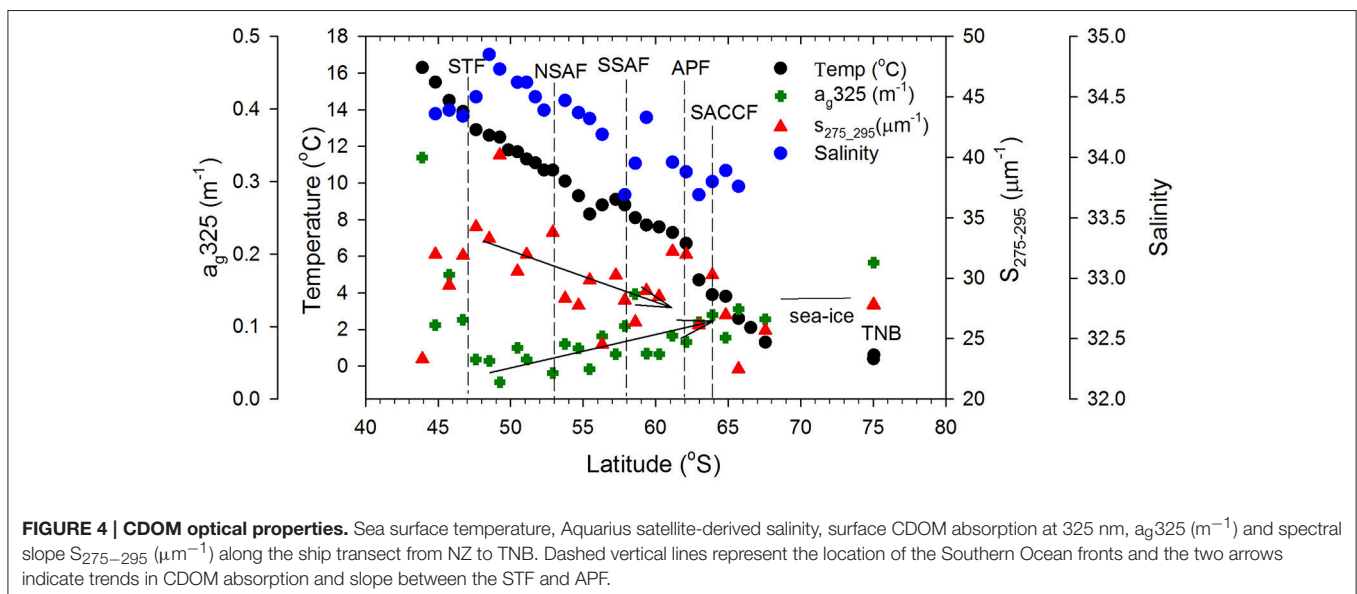 0.5
0.4
0.3
0.2
0.1
0.0
a_g325 (m⁻¹)
18
16
14
12
10
8
6
4
2
0
Temperature (°C)
STF
NSAF
SSAF
APF
SACCF
Temp (°C)
a_g325 (m⁻¹)
s_275_295(μm⁻¹)
Salinity
sea-ice
TNB
50
45
40
35
30
25
20
S_275-295 (μm⁻¹)
35.0
34.5
34.0
33.5
33.0
32.5
32.0
Salinity
40 45 50 55 60 65 70 75 80
Latitude (°S)
FIGURE 4 | CDOM optical properties. Sea surface temperature, Aquarius satellite-derived salinity, surface CDOM absorption at 325 nm, a_g325 (m⁻¹) and spectral
slope S₂₇₅₋₂₉₅ (μm⁻¹) along the ship transect from NZ to TNB. Dashed vertical lines represent the location of the Southern Ocean fronts and the two arrows
indicate trends in CDOM absorption and slope between the STF and APF.